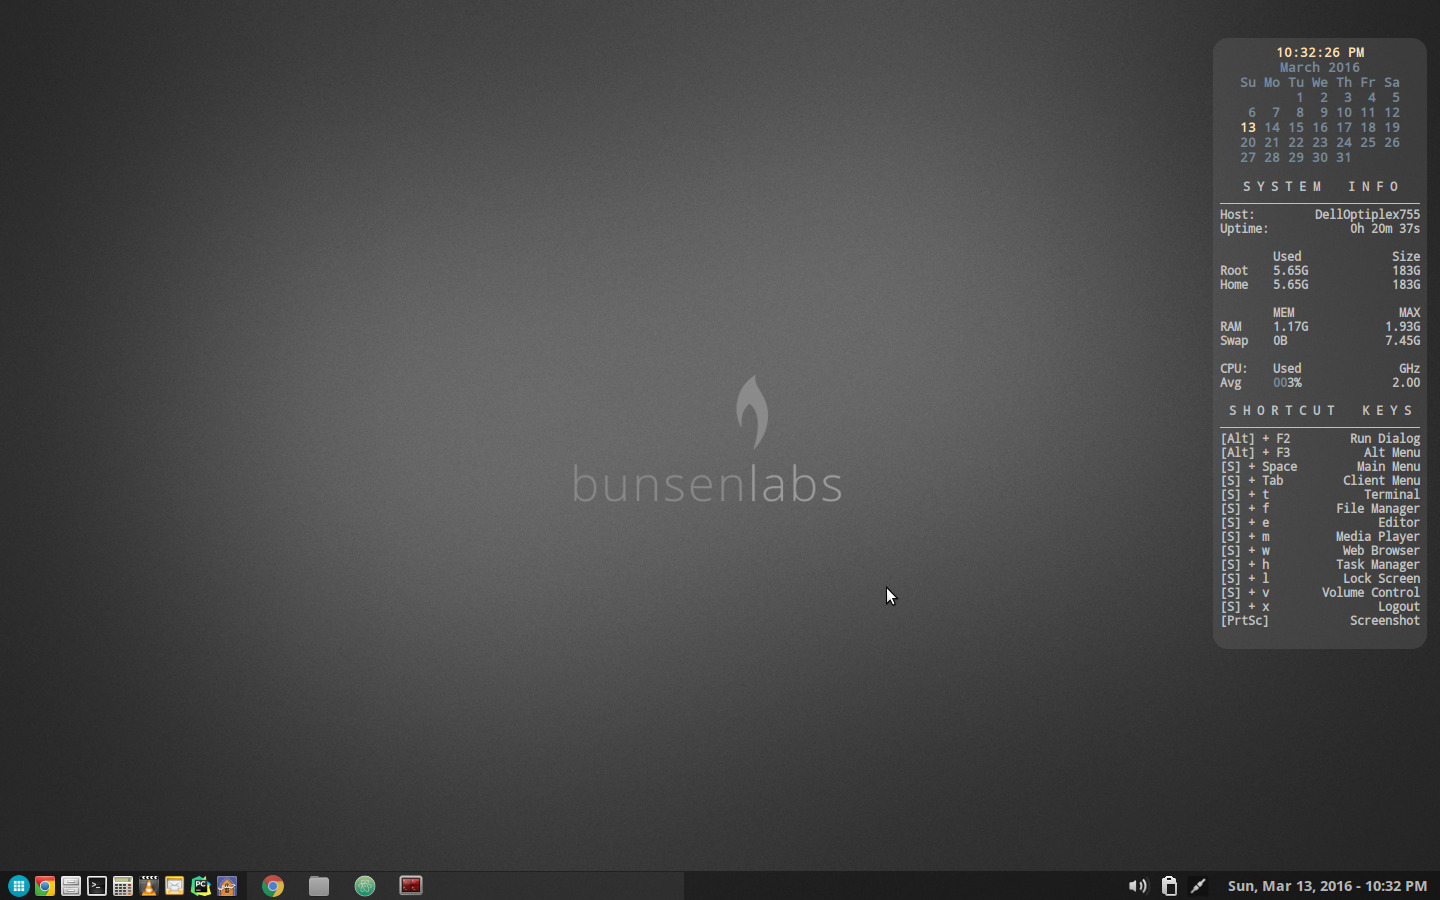 10:32:26 PM
March 2016
Su Mo Tu We Th Fr Sa
1 2 3 4 5
6 7 8 9 10 11 12
13 14 15 16 17 18 19
20 21 22 23 24 25 26
27 28 29 30 31
SYSTEM INFO
Host: DellOptiplex755
Uptime: 0h 20m 37s
Used Size
Root 5.65G 183G
Home 5.65G 183G
MEM MAX
RAM 1.17G 1.93G
Swap 0B 7.45G
CPU: Used GHz
Avg 003% 2.00
SHORTCUT KEYS
[Alt] + F2 Run Dialog
[Alt] + F3 Alt Menu
[S] + Space Main Menu
[S] + Tab Client Menu
[S] + t Terminal
[S] + f File Manager
[S] + e Editor
[S] + m Media Player
[S] + w Web Browser
[S] + h Task Manager
[S] + l Lock Screen
[S] + v Volume Control
[S] + x Logout
[PrtSc] Screenshot
bunsenlabs
>_
PC
Sun, Mar 13, 2016 - 10:32 PM